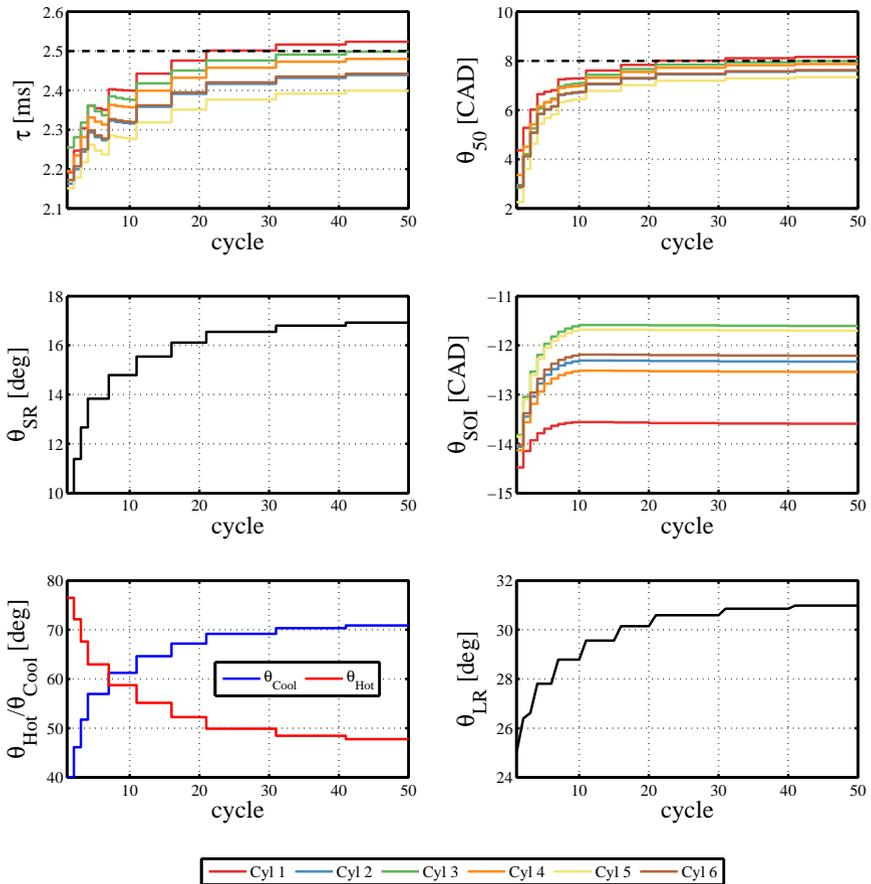 2.6
2.5
2.4
2.3
2.2
2.1
τ [ms]
10 20 30 40 50
cycle
10
8
6
4
2
θ50 [CAD]
10 20 30 40 50
cycle
18
16
14
12
10
θSR [deg]
10 20 30 40 50
cycle
−11
−12
−13
−14
−15
θSOI [CAD]
10 20 30 40 50
cycle
80
70
60
50
40
θHot/θCool [deg]
θCool θHot
10 20 30 40 50
cycle
32
30
28
26
24
θLR [deg]
10 20 30 40 50
cycle
Cyl 1 Cyl 2 Cyl 3 Cyl 4 Cyl 5 Cyl 6